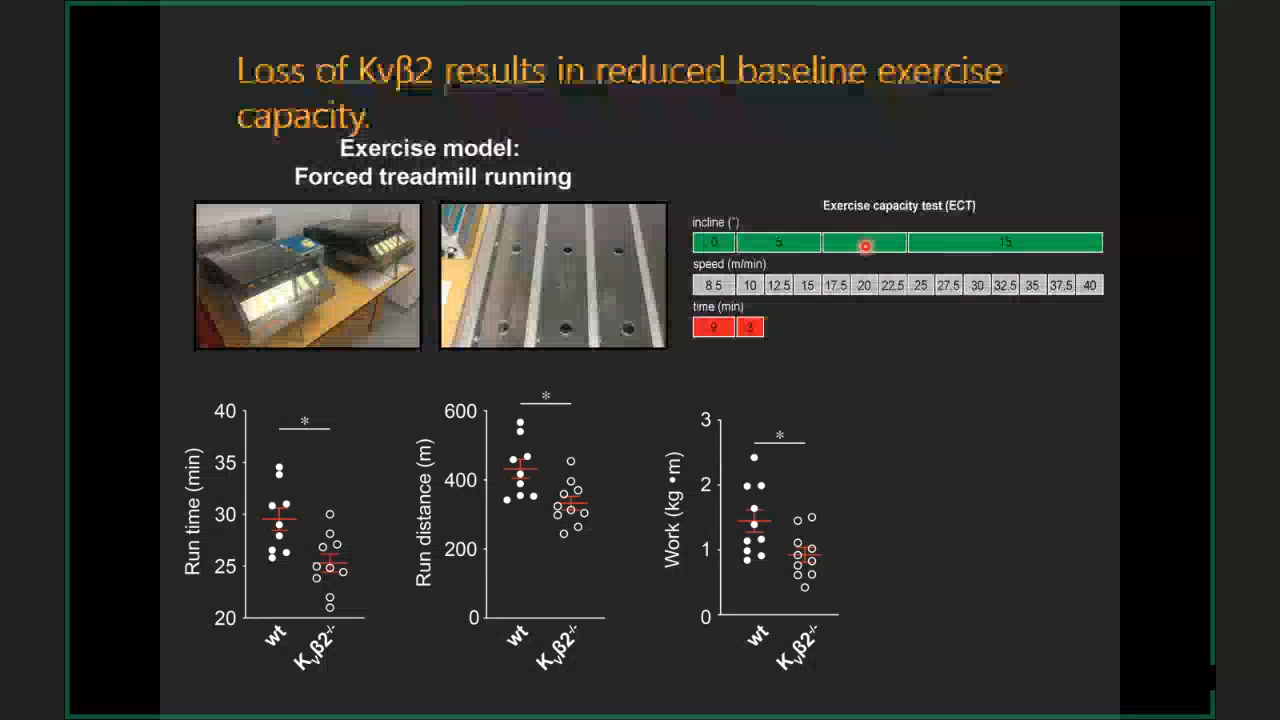 Loss of Kvβ2 results in reduced baseline exercise
capacity.
Exercise model:
Forced treadmill running
Exercise capacity test (ECT)
incline (°)
0 5 15
speed (m/min)
8.5 10 12.5 15 17.5 20 22.5 25 27.5 30 32.5 35 37.5 40
time (min)
9 3
40
35
30
25
20
Run time (min)
*
wt
Kᵥβ2⁻/⁻
600
400
200
0
Run distance (m)
*
wt
Kᵥβ2⁻/⁻
3
2
1
0
Work (kg •m)
*
wt
Kᵥβ2⁻/⁻